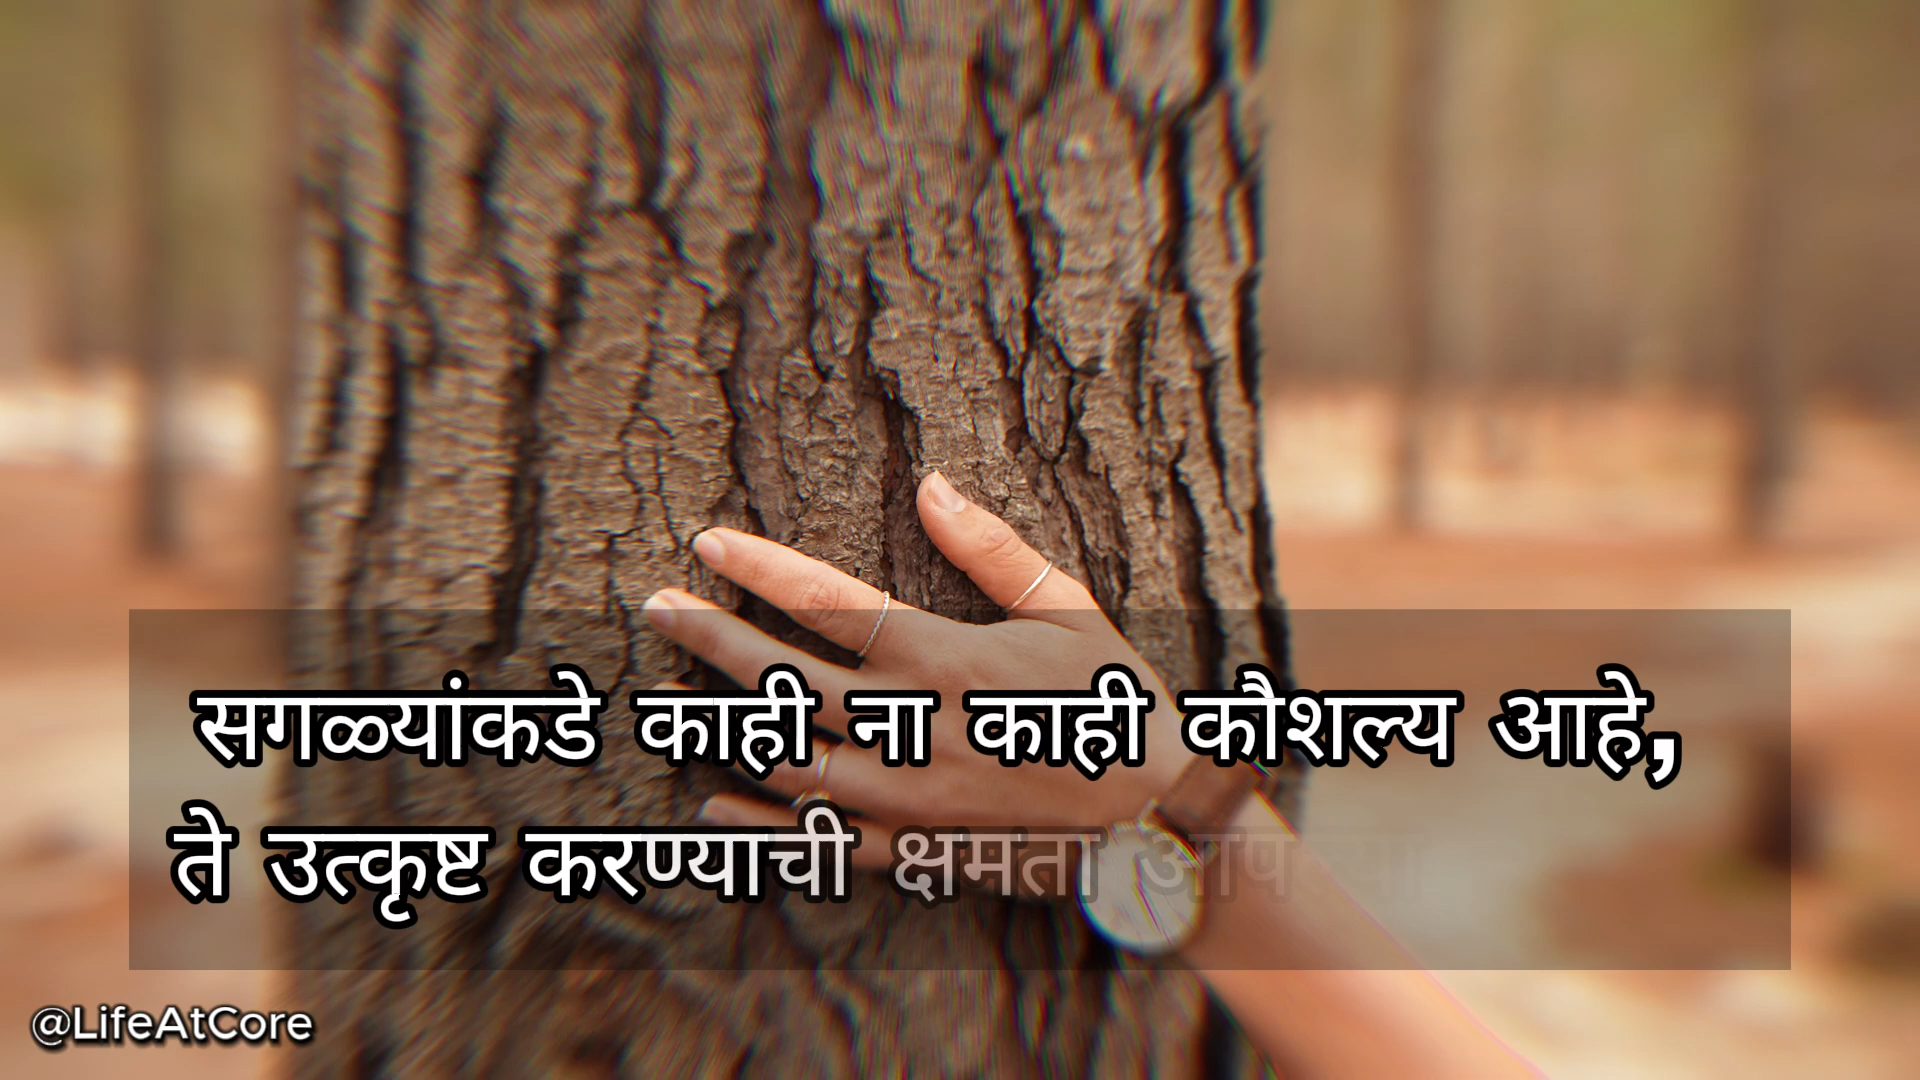 सगळ्यांकडे काही ना काही कौशल्य आहे,
ते उत्कृष्ट करण्याची क्षमता
@LifeAtCore